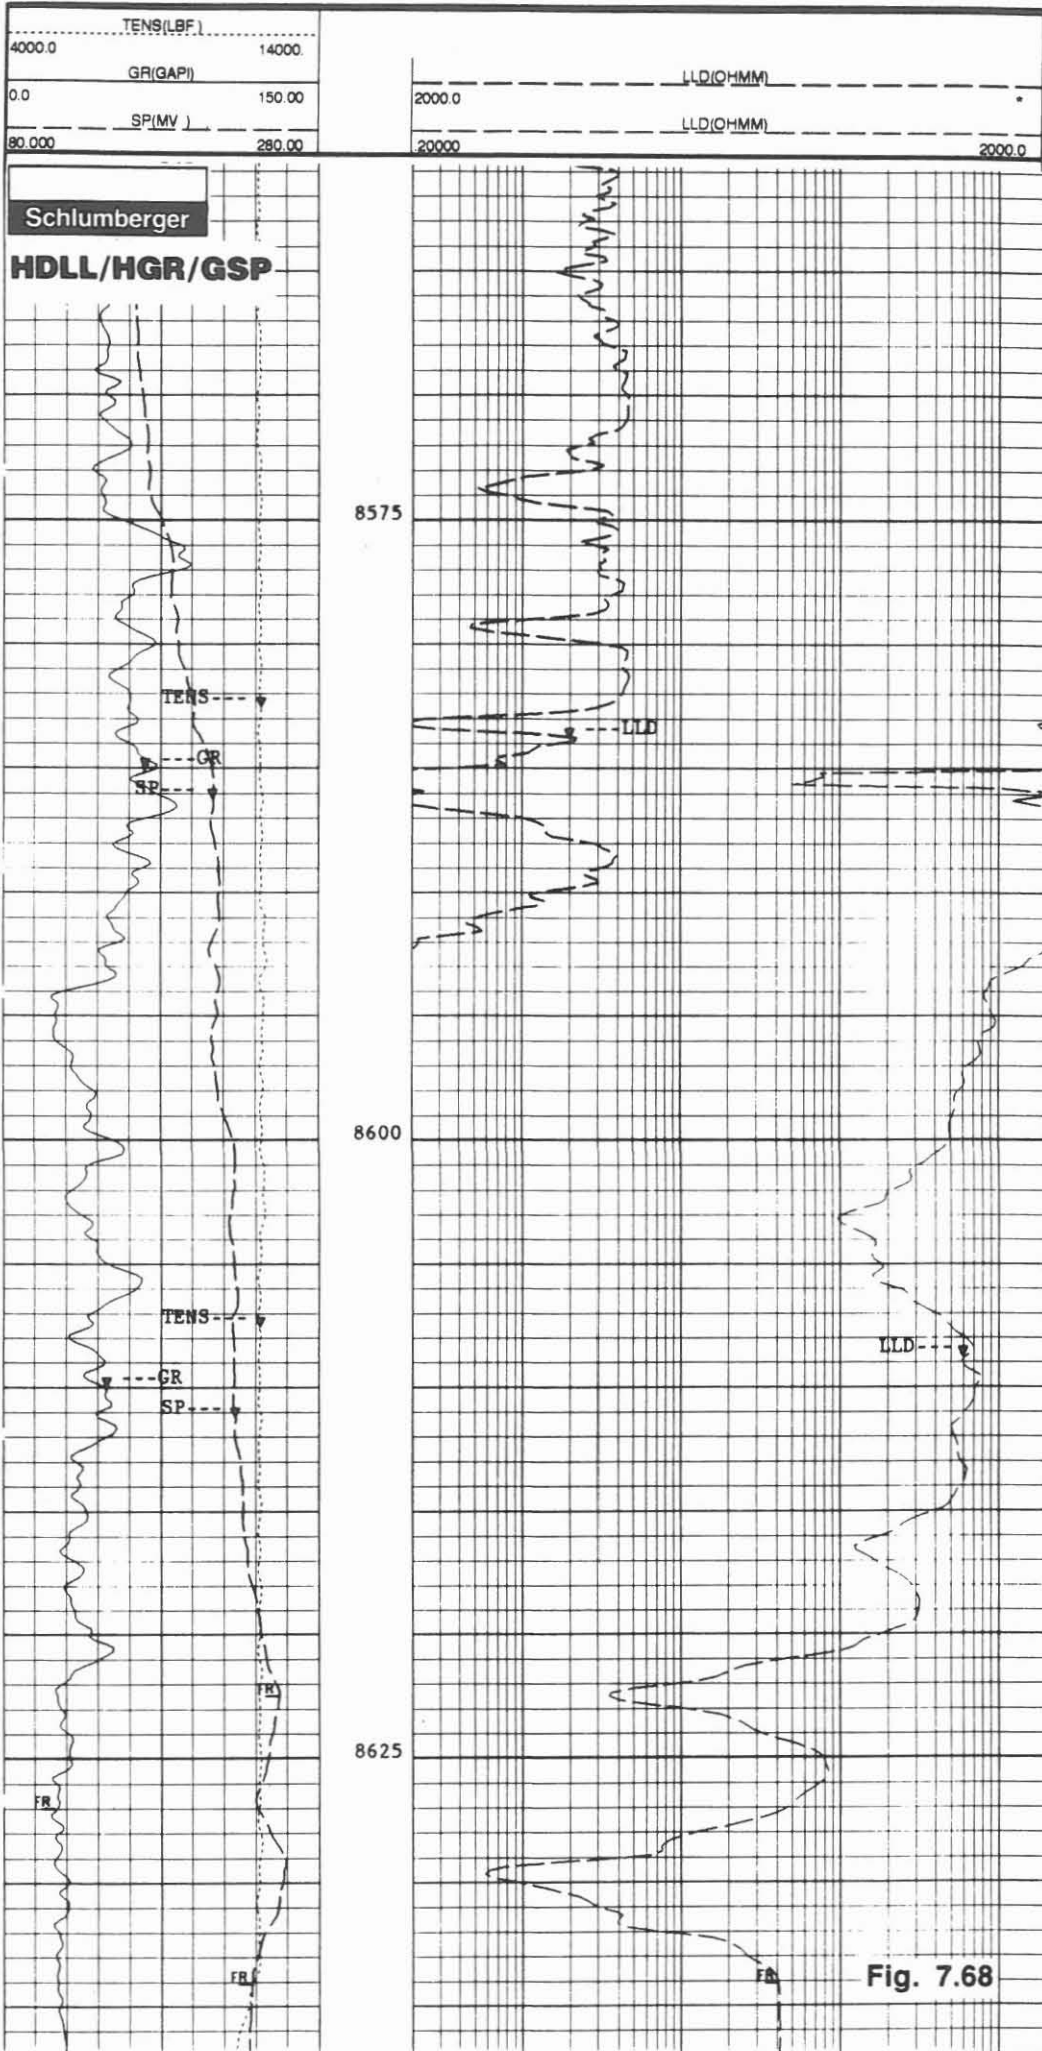 TENS(LBF)
4000.0 14000.
GR(GAPI)
0.0 150.00
SP(MV )
80.000 280.00
LLD(OHMM)
2000.0 *
LLD(OHMM)
.20000 2000.0
Schlumberger
HDLL/HGR/GSP
8575
TENS
LLD
GR
SP
8600
TENS
LLD
GR
SP
FR
8625
FR
FR
FR
Fig. 7.68